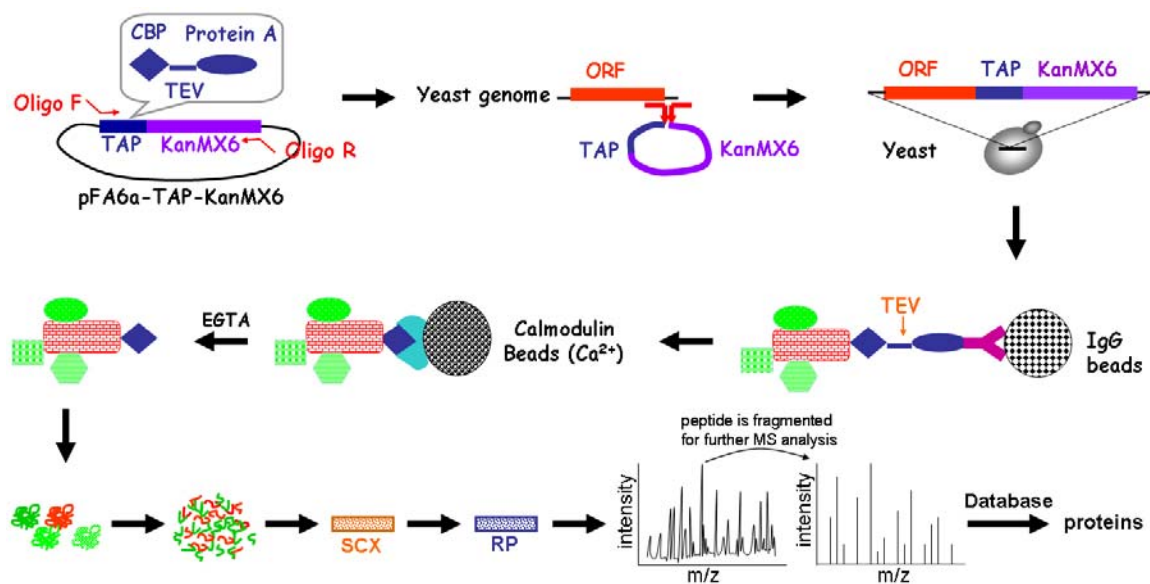 CBP Protein A
TEV
Oligo F
TAP KanMX6
Oligo R
pFA6a-TAP-KanMX6
ORF
Yeast genome
TAP
KanMX6
ORF TAP KanMX6
Yeast
TEV
IgG
beads
Calmodulin
Beads (Ca²⁺)
EGTA
SCX
RP
peptide is fragmented
for further MS analysis
intensity
m/z
intensity
m/z
Database
proteins